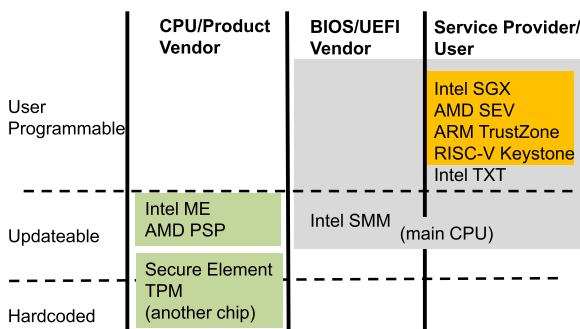 CPU/Product
Vendor
BIOS/UEFI
Vendor
Service Provider/
User
User
Programmable
Intel SGX
AMD SEV
ARM TrustZone
RISC-V Keystone
Intel TXT
Updateable
Intel ME
AMD PSP
Intel SMM
(main CPU)
Hardcoded
Secure Element
TPM
(another chip)